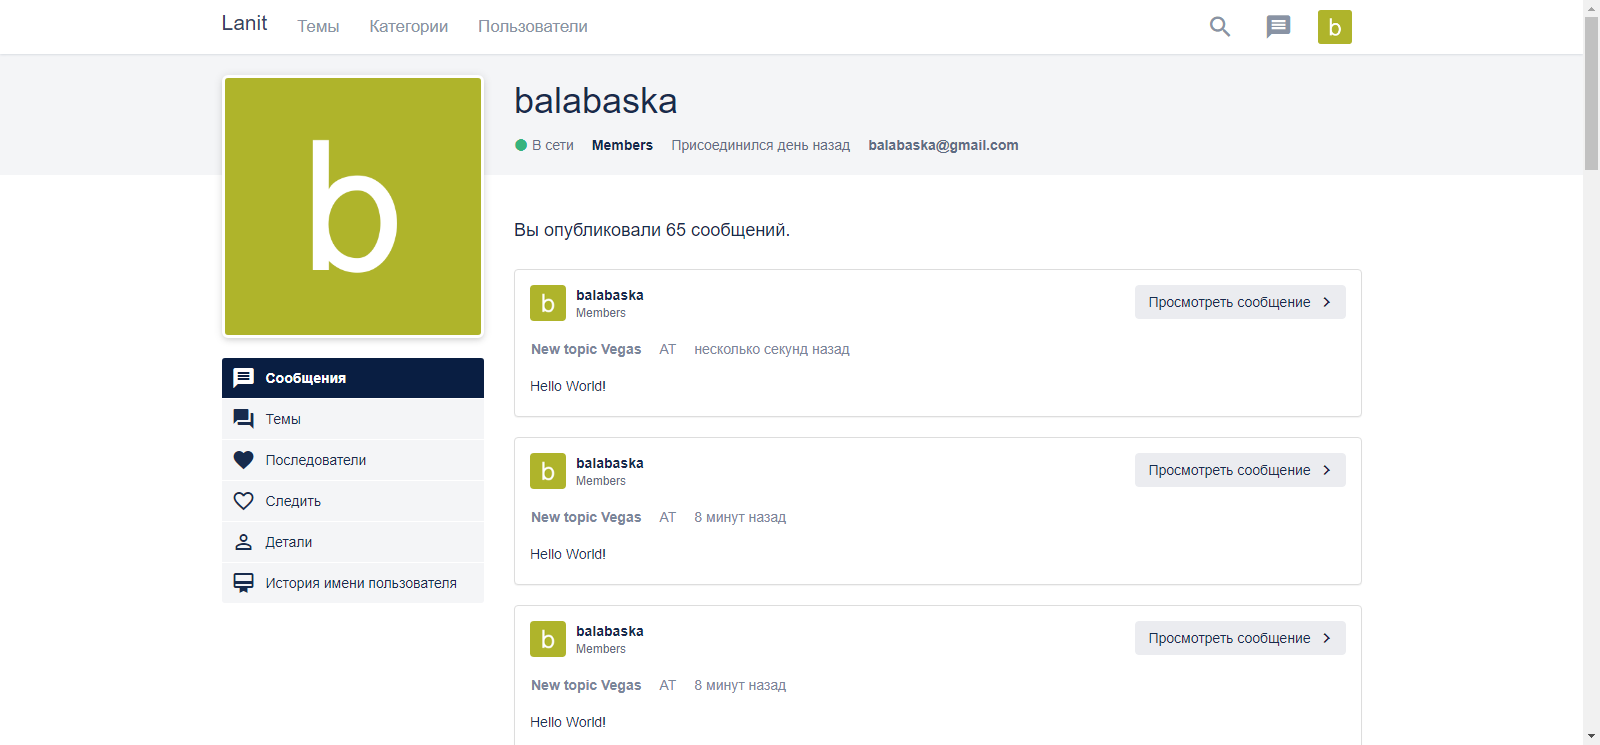 Lanit Темы Категории Пользователи b
b
balabaska
В сети Members Присоединился день назад balabaska@gmail.com
Сообщения
Темы
Последователи
Следить
Детали
История имени пользователя
Вы опубликовали 65 сообщений.
b
balabaska
Members
Просмотреть сообщение
New topic Vegas AT несколько секунд назад
Hello World!
b
balabaska
Members
Просмотреть сообщение
New topic Vegas AT 8 минут назад
Hello World!
b
balabaska
Members
Просмотреть сообщение
New topic Vegas AT 8 минут назад
Hello World!